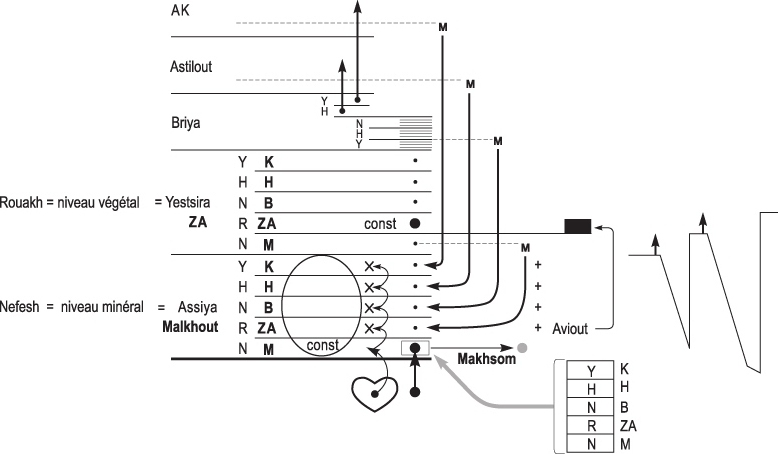 AK
M
Astilout
M
Y
H
Briya
N
H
Y
M
Y K
H H
Rouakh = niveau végétal = Yestsira N B
ZA R ZA const
N M M
Y K X +
H H X +
Nefesh = niveau minéral = Assiya N B X +
Malkhout R ZA X + Aviout
N M const
Makhsom
Y K
H H
N B
R ZA
N M